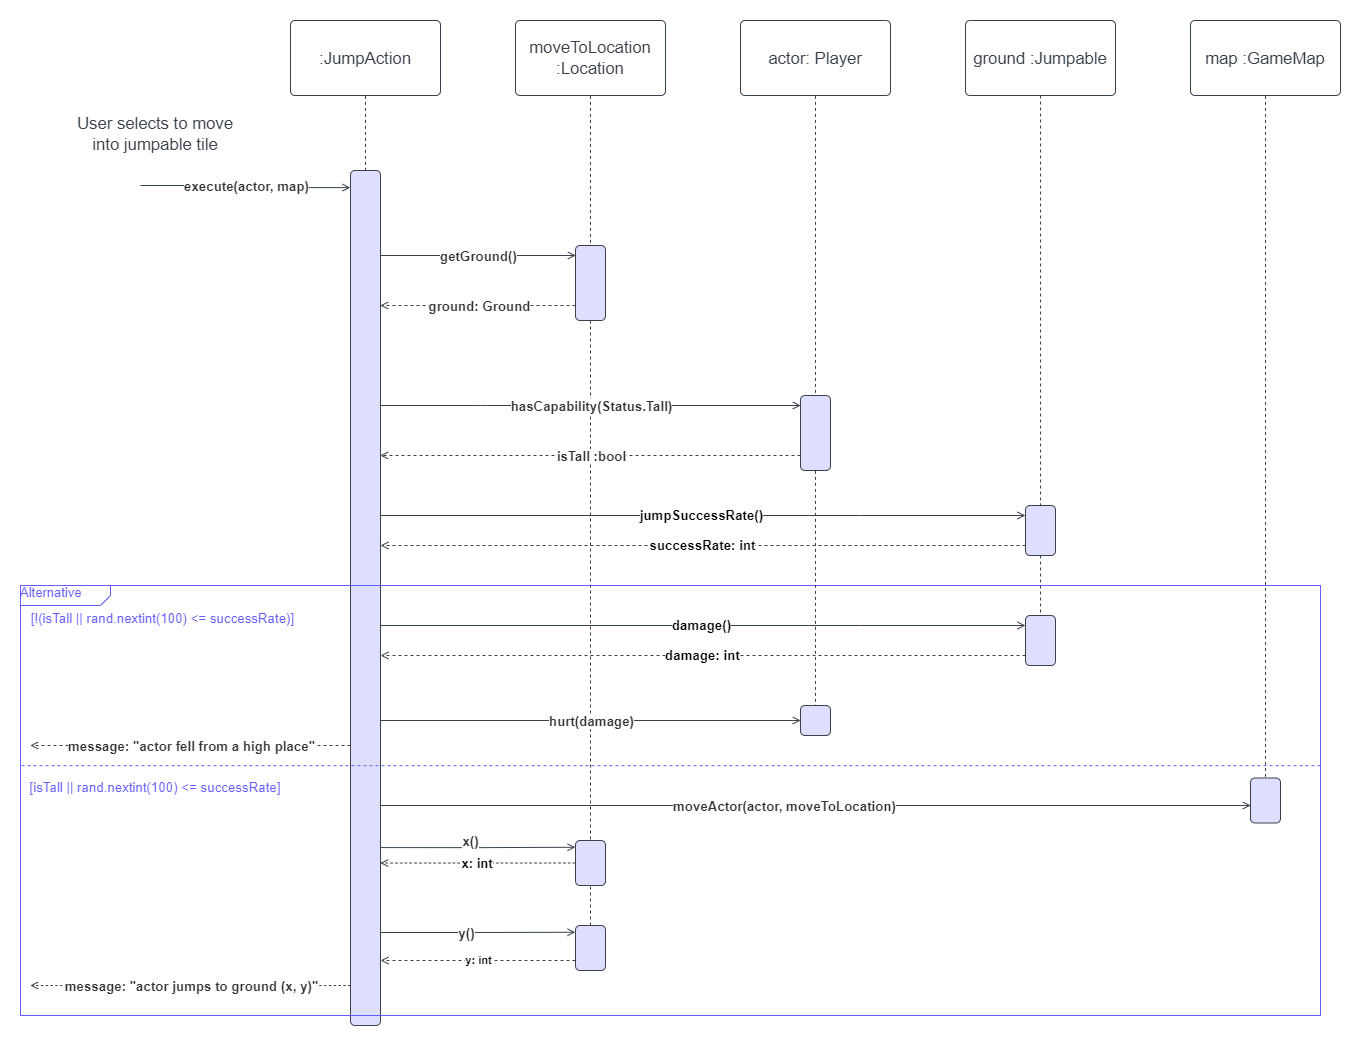 :JumpAction
moveToLocation
:Location
actor: Player
ground :Jumpable
map :GameMap
User selects to move
into jumpable tile
execute(actor, map)
getGround()
ground: Ground
hasCapability(Status.Tall)
isTall :bool
jumpSuccessRate()
successRate: int
Alternative
[!(isTall || rand.nextint(100) <= successRate)]
damage()
damage: int
hurt(damage)
message: "actor fell from a high place"
[isTall || rand.nextint(100) <= successRate]
moveActor(actor, moveToLocation)
x()
x: int
y()
y: int
message: "actor jumps to ground (x, y)"